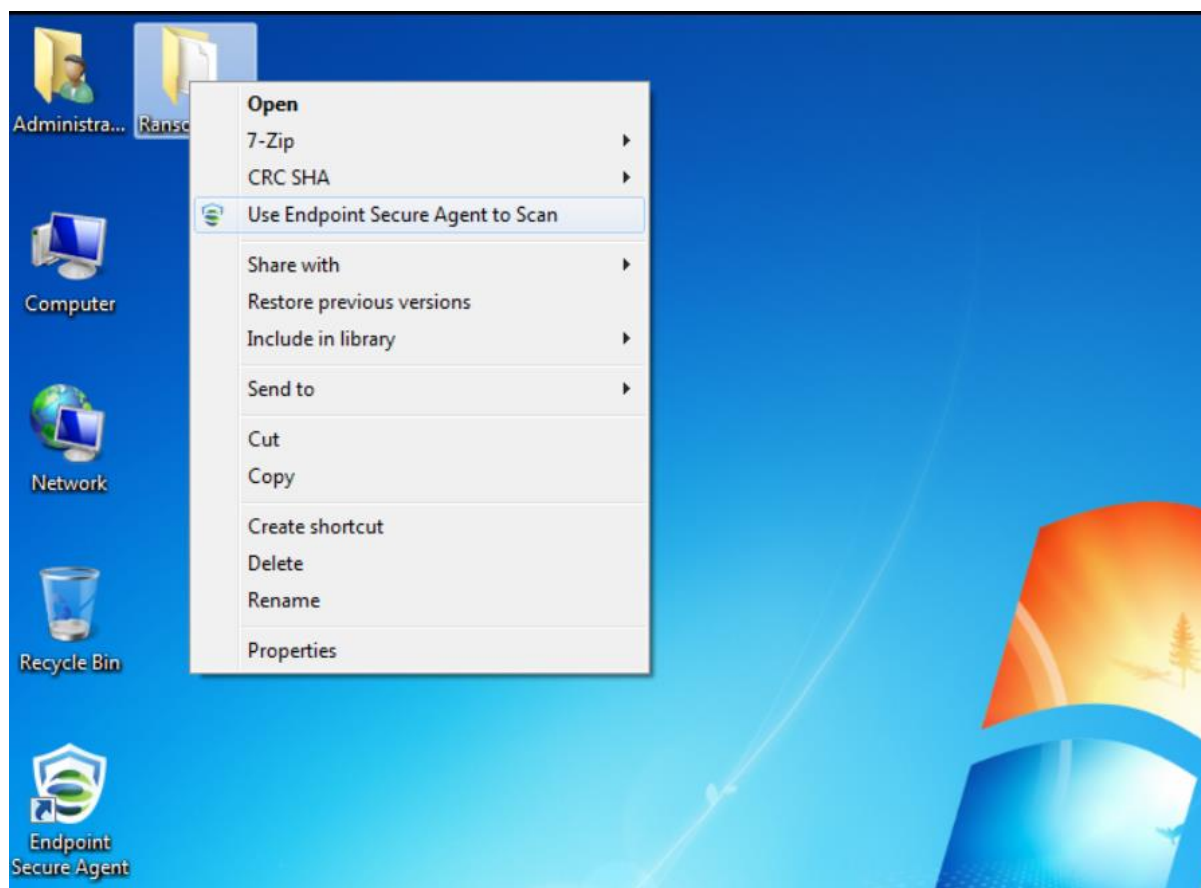 Administra...
Open
7-Zip
CRC SHA
Use Endpoint Secure Agent to Scan
Share with
Restore previous versions
Include in library
Send to
Cut
Copy
Create shortcut
Delete
Rename
Properties
Computer
Network
Recycle Bin
Endpoint
Secure Agent